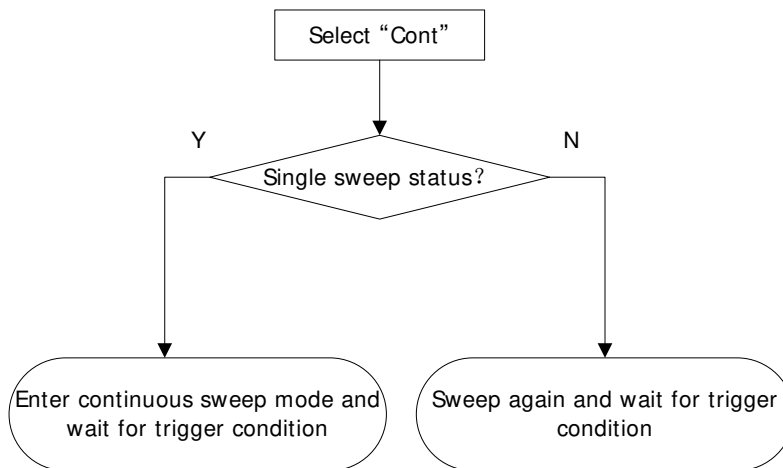 Select “Cont”
Y
N
Single sweep status？
Enter continuous sweep mode and
wait for trigger condition
Sweep again and wait for trigger
condition